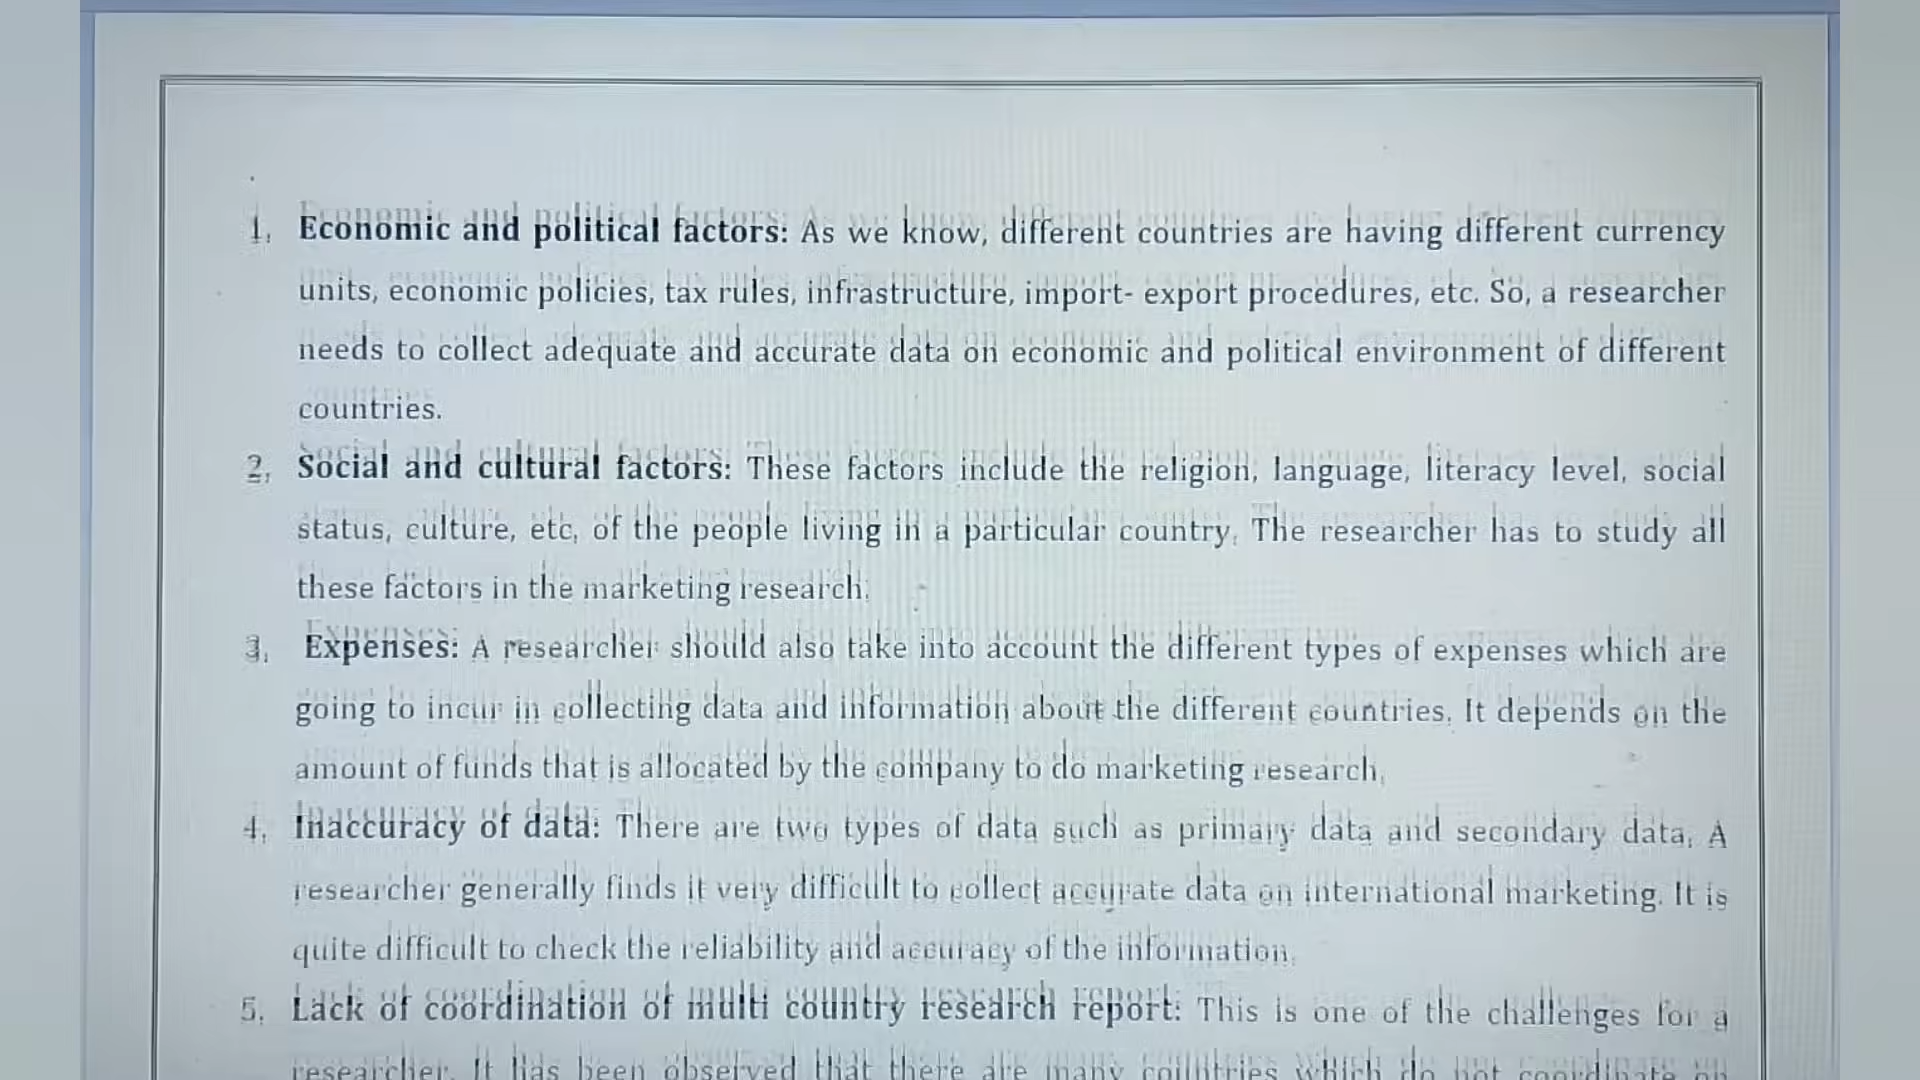 1. Economic and political factors: As we know, different countries are having different currency
units, economic policies, tax rules, infrastructure, import- export procedures, etc. So, a researcher
needs to collect adequate and accurate data on economic and political environment of different
countries.
2. Social and cultural factors: These factors include the religion, language, literacy level, social
status, culture, etc, of the people living in a particular country. The researcher has to study all
these factors in the marketing research.
3. Expenses: A researcher should also take into account the different types of expenses which are
going to incur in collecting data and information about the different countries. It depends on the
amount of funds that is allocated by the company to do marketing research.
4. Inaccuracy of data: There are two types of data such as primary data and secondary data. A
researcher generally finds it very difficult to collect accurate data on international marketing. It is
quite difficult to check the reliability and accuracy of the information.
5. Lack of coordination of multi country research report: This is one of the challenges for a
researcher. It has been observed that there are many countries which do not coordinate on